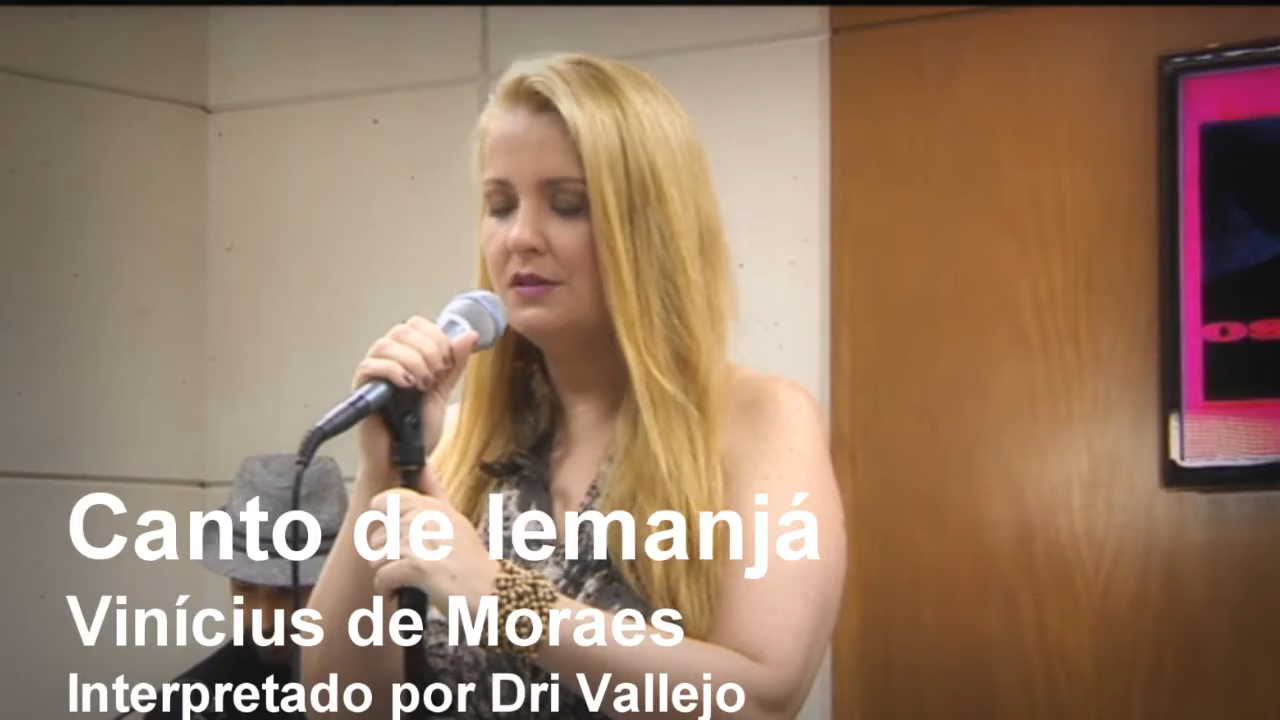 Canto de Iemanjá
Vinícius de Moraes
Interpretado por Dri Vallejo